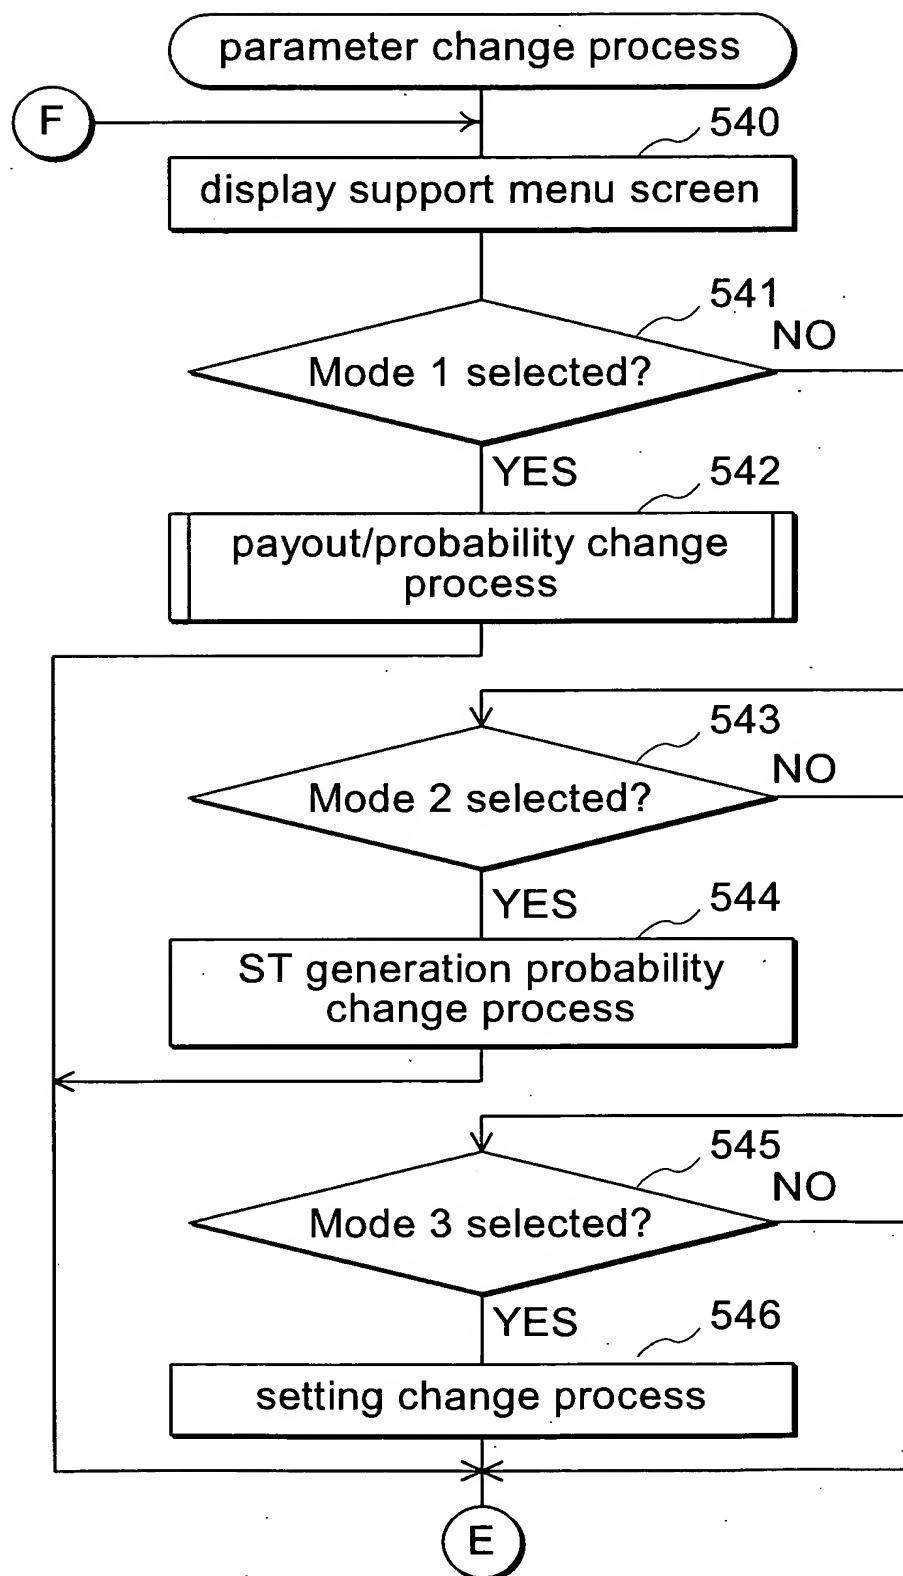 parameter change process
F
540
display support menu screen
541
NO
Mode 1 selected?
YES
542
payout/probability change
process
543
NO
Mode 2 selected?
YES
544
ST generation probability
change process
545
NO
Mode 3 selected?
YES
546
setting change process
E